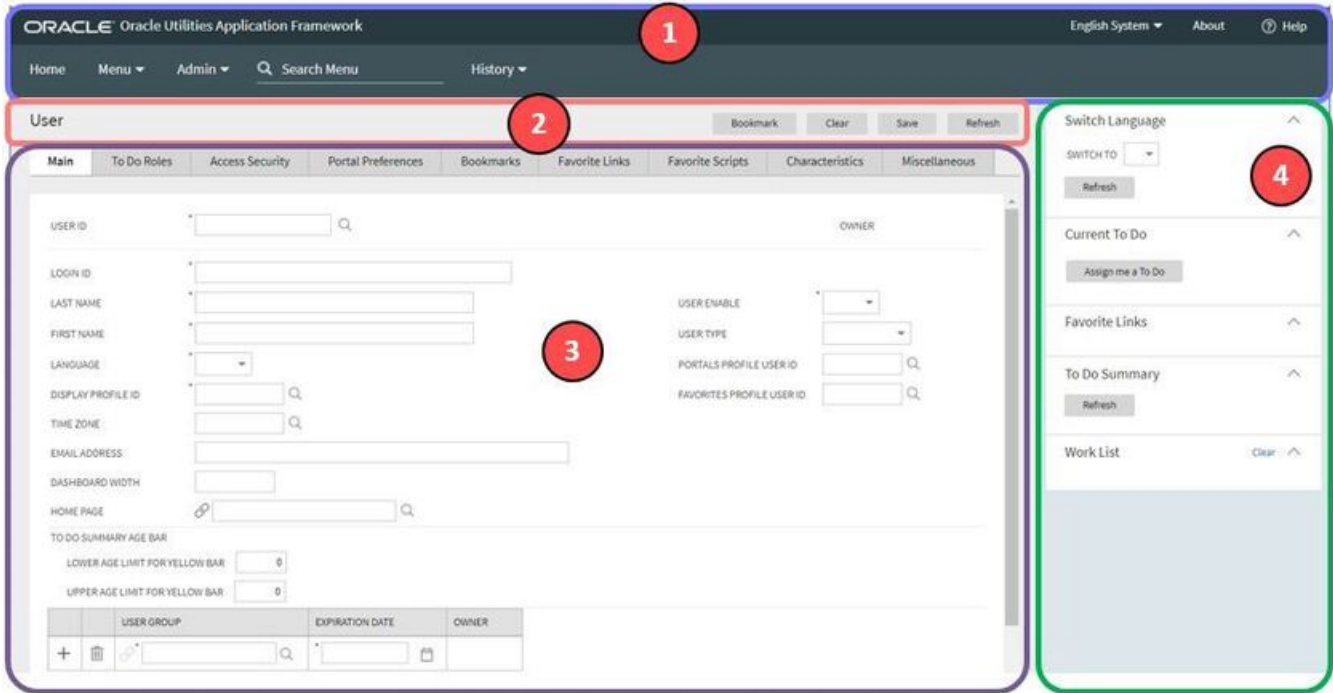 ORACLE Oracle Utilities Application Framework
1
English System About Help
Home Menu Admin Search Menu History
User
2
Bookmark Clear Save Refresh
Main To Do Roles Access Security Portal Preferences Bookmarks Favorite Links Favorite Scripts Characteristics Miscellaneous
USER ID *
OWNER
LOGIN ID *
LAST NAME *
USER ENABLE *
FIRST NAME *
USER TYPE
3
LANGUAGE *
PORTALS PROFILE USER ID
DISPLAY PROFILE ID *
FAVORITES PROFILE USER ID
TIME ZONE
EMAIL ADDRESS
DASHBOARD WIDTH
HOME PAGE
TO DO SUMMARY AGE BAR
LOWER AGE LIMIT FOR YELLOW BAR 0
UPPER AGE LIMIT FOR YELLOW BAR 0
USER GROUP EXPIRATION DATE OWNER
+ * *
Switch Language
SWITCH TO
4
Refresh
Current To Do
Assign me a To Do
Favorite Links
To Do Summary
Refresh
Work List Clear